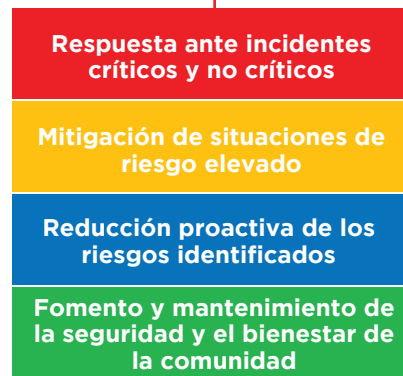 Respuesta ante incidentes
críticos y no críticos
Mitigación de situaciones de
riesgo elevado
Reducción proactiva de los
riesgos identificados
Fomento y mantenimiento de
la seguridad y el bienestar de
la comunidad